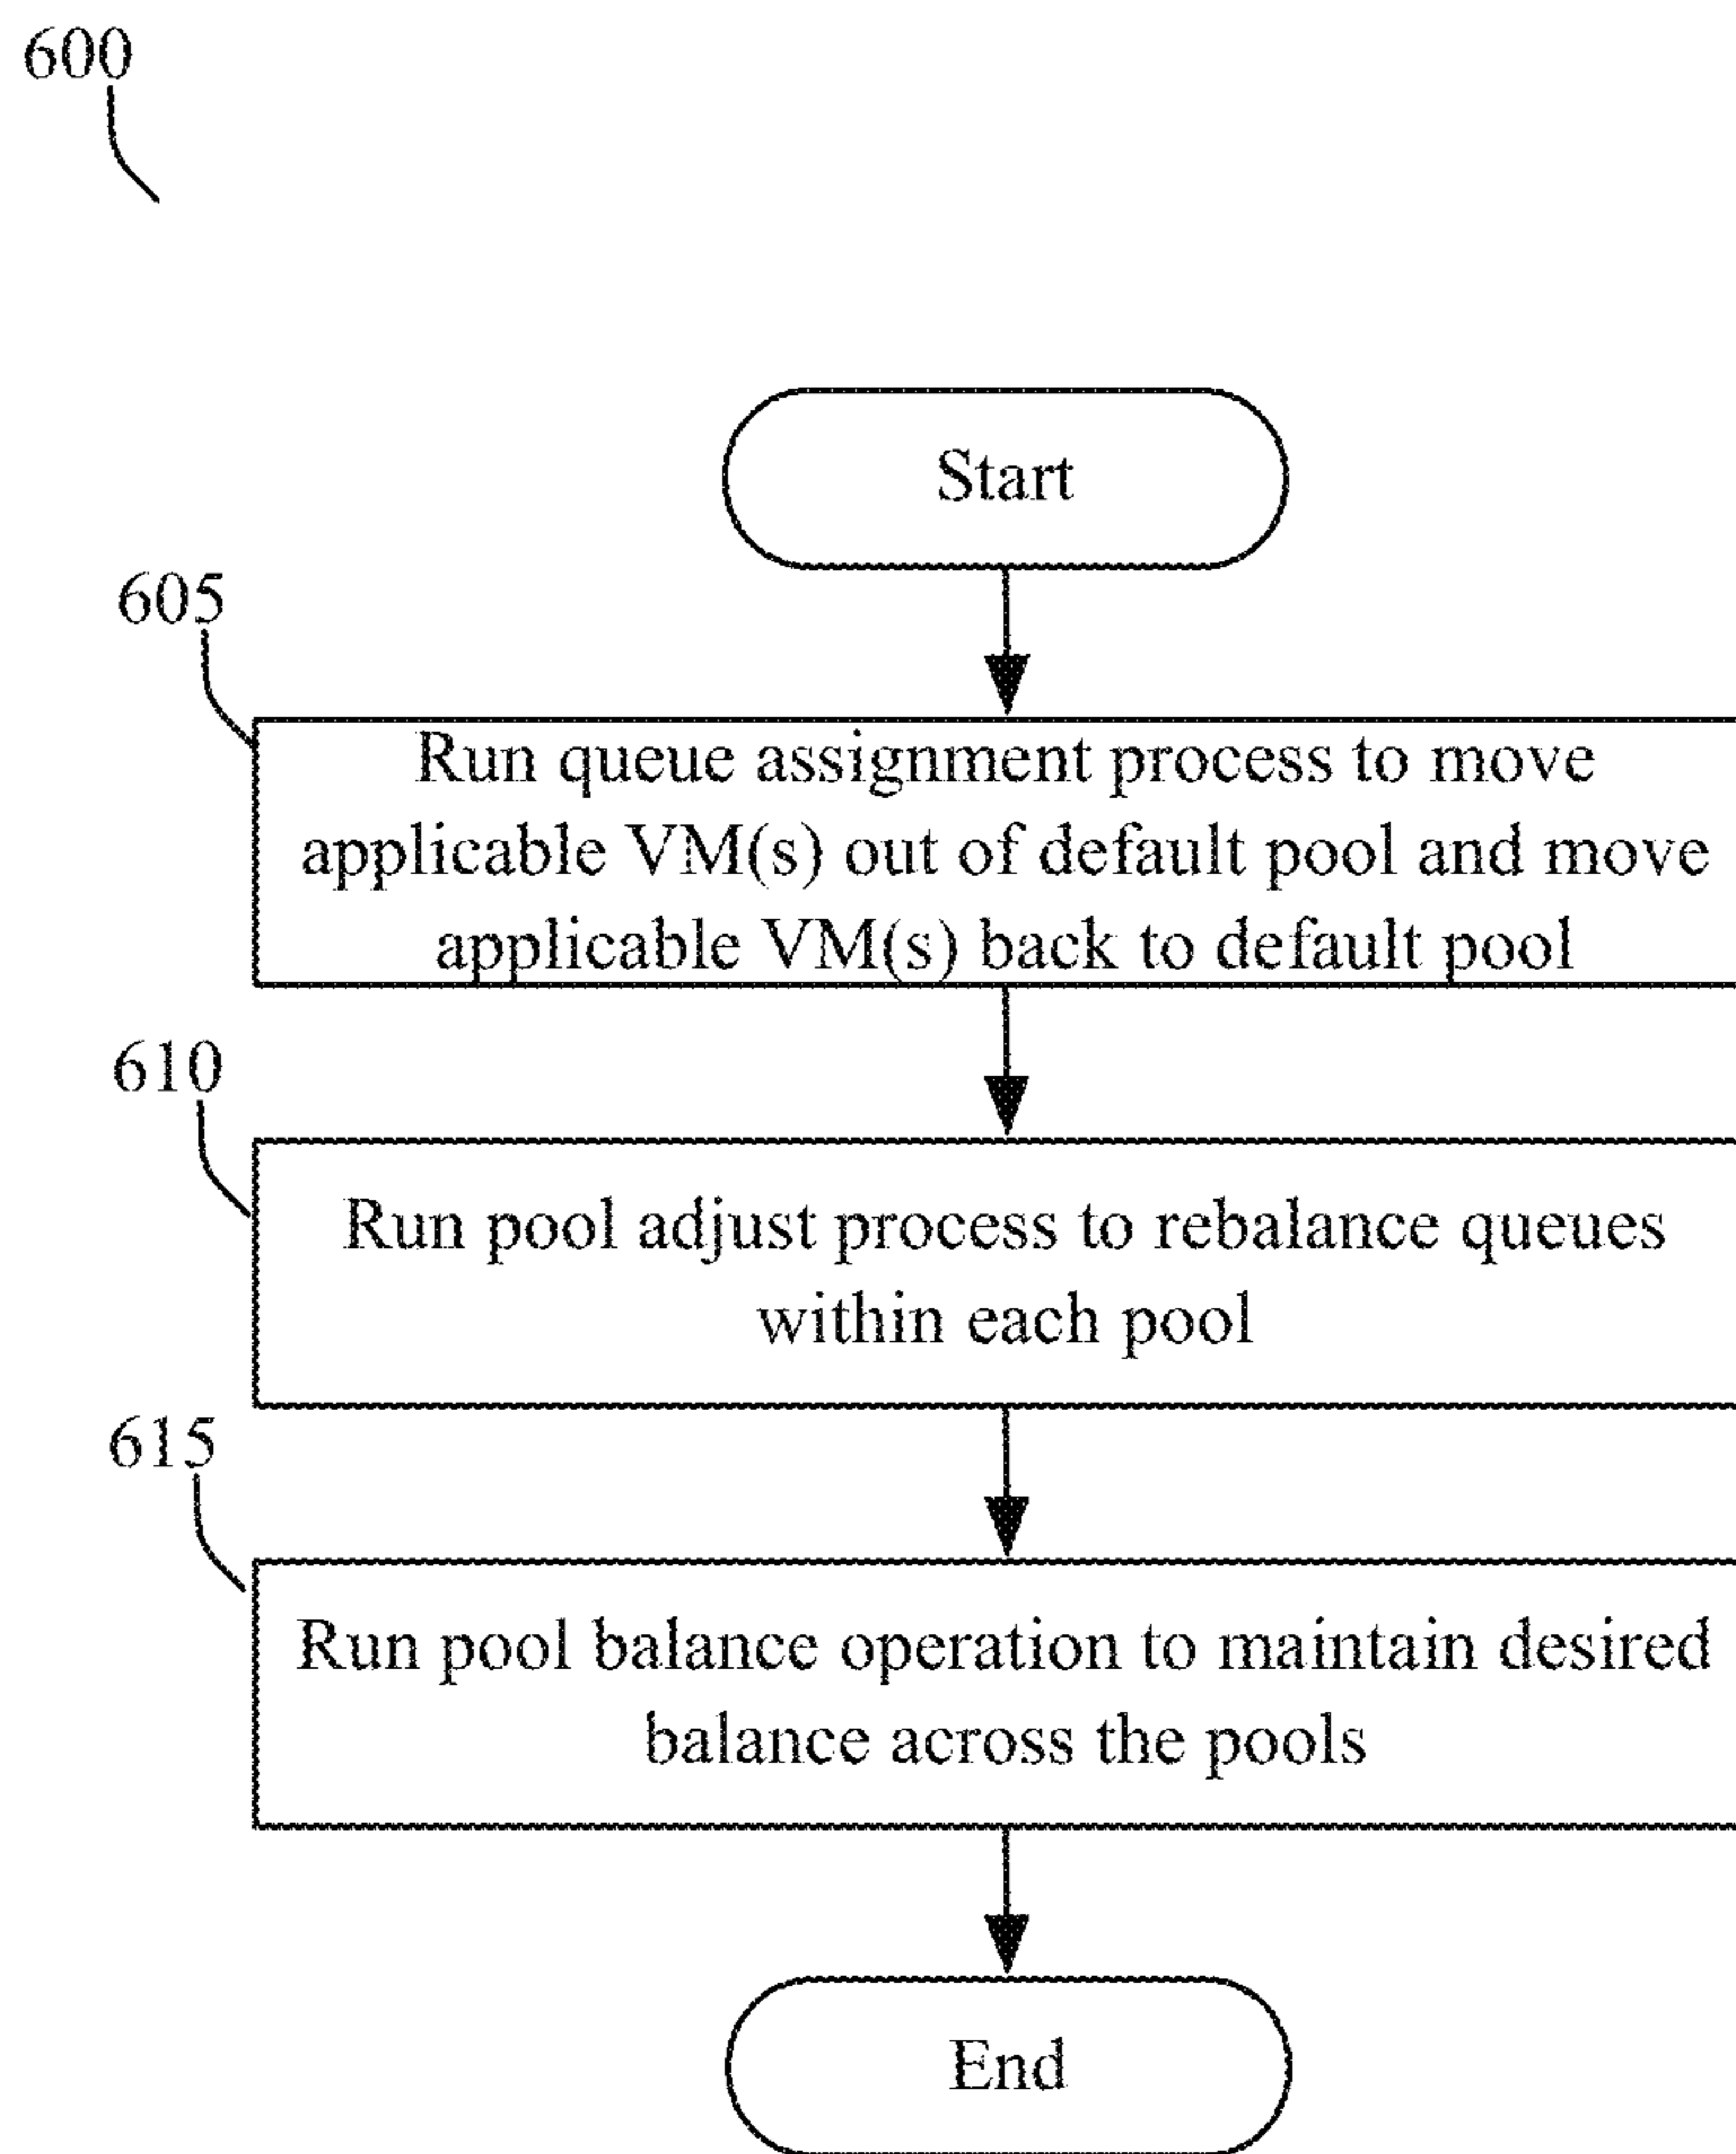 600
Start
605
Run queue assignment process to move
applicable VM(s) out of default pool and move
applicable VM(s) back to default pool
610
Run pool adjust process to rebalance queues
within each pool
615
Run pool balance operation to maintain desired
balance across the pools
End